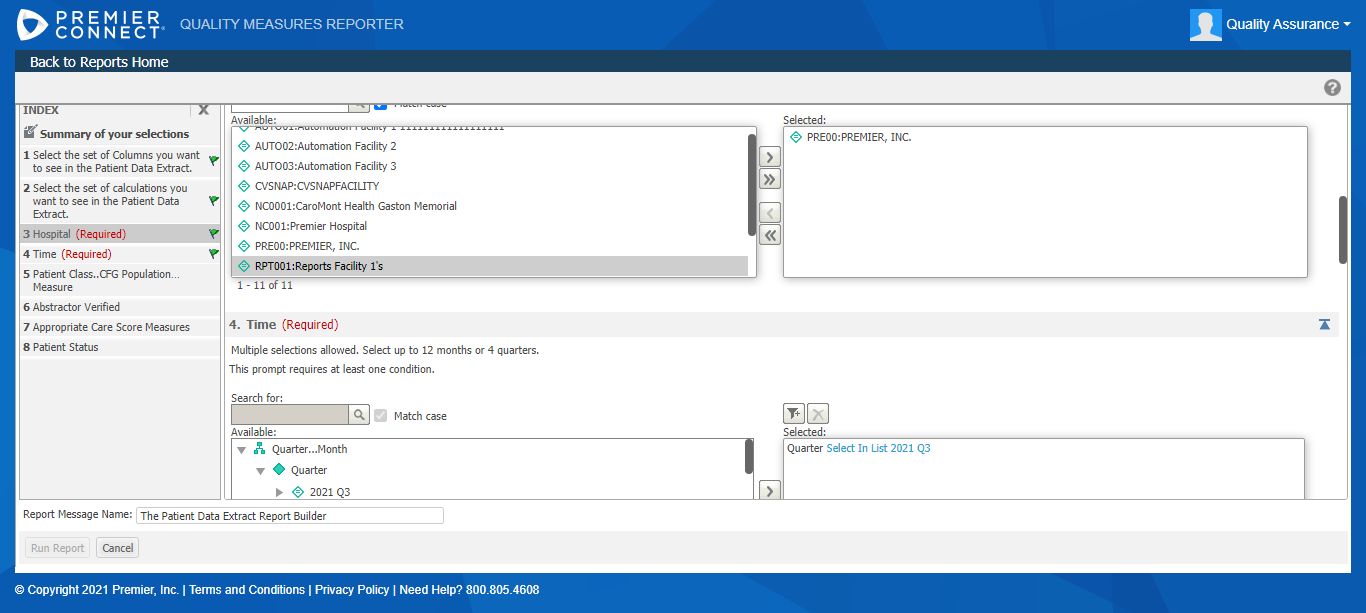 PREMIER
CONNECT
QUALITY MEASURES REPORTER
Quality Assurance
Back to Reports Home
INDEX
X
Summary of your selections
1 Select the set of Columns you want
to see in the Patient Data Extract.
2 Select the set of calculations you
want to see in the Patient Data
Extract.
3 Hospital (Required)
4 Time (Required)
5 Patient Class..CFG Population...
Measure
6 Abstractor Verified
7 Appropriate Care Score Measures
8 Patient Status
Match case
Available:
AUTO02:Automation Facility 2
AUTO03:Automation Facility 3
CVSNAP:CVSNAPFACILITY
NC0001:CaroMont Health Gaston Memorial
NC001:Premier Hospital
PRE00:PREMIER, INC.
RPT001:Reports Facility 1's
1 - 11 of 11
Selected:
PRE00:PREMIER, INC.
4. Time (Required)
Multiple selections allowed. Select up to 12 months or 4 quarters.
This prompt requires at least one condition.
Search for:
Match case
Available:
Quarter...Month
Quarter
2021 Q3
Selected:
Quarter Select In List 2021 Q3
Report Message Name: The Patient Data Extract Report Builder
Run Report Cancel
© Copyright 2021 Premier, Inc. | Terms and Conditions | Privacy Policy | Need Help? 800.805.4608